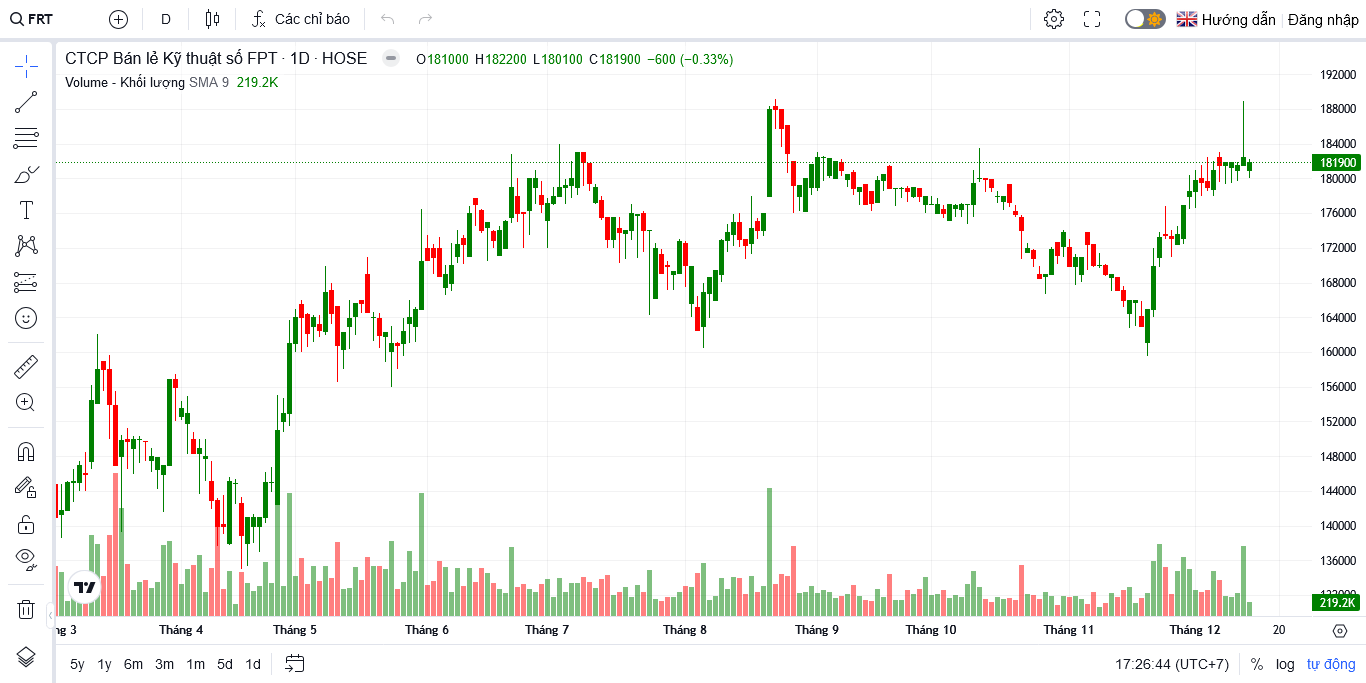 FRT D Các chỉ báo Hướng dẫn Đăng nhập
CTCP Bán lẻ Kỹ thuật số FPT · 1D · HOSE O181000 H182200 L180100 C181900 −600 (−0.33%)
Volume - Khối lượng SMA 9 219.2K
192000
188000
184000
181900
180000
176000
172000
168000
164000
160000
156000
152000
148000
144000
140000
136000
219.2K
ng 3 Tháng 4 Tháng 5 Tháng 6 Tháng 7 Tháng 8 Tháng 9 Tháng 10 Tháng 11 Tháng 12 20
5y 1y 6m 3m 1m 5d 1d 17:26:44 (UTC+7) % log tự động